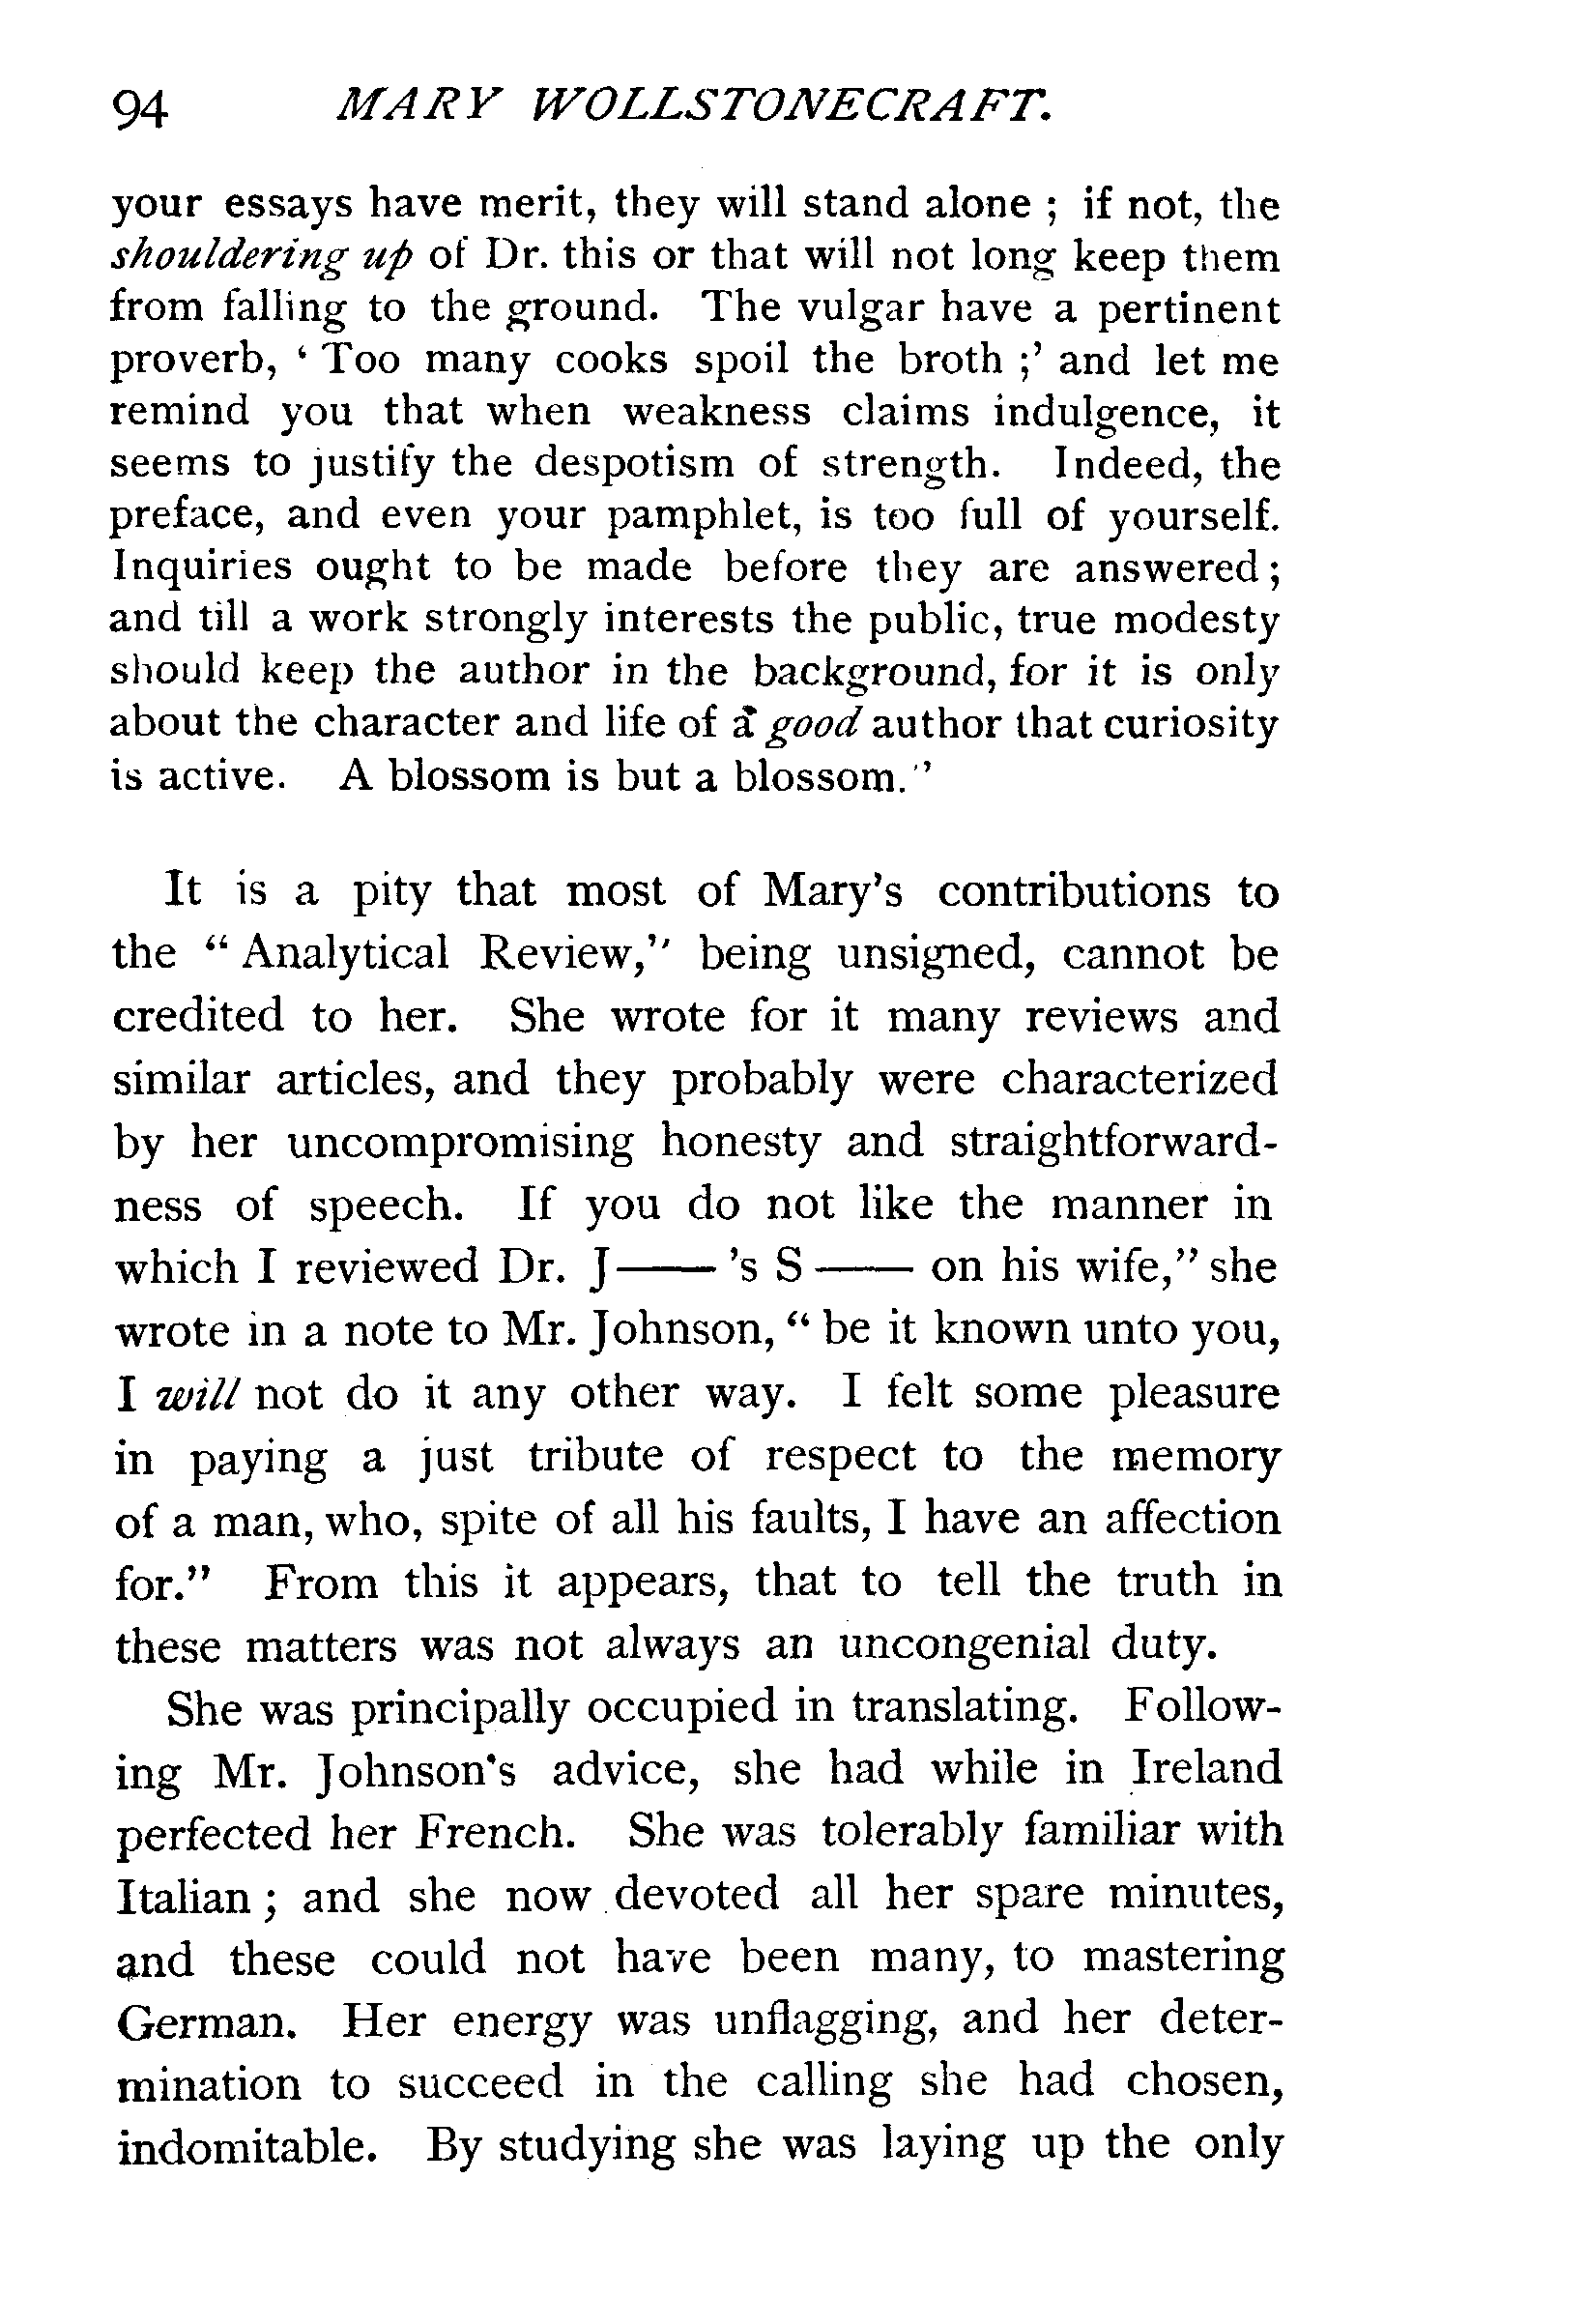 94 MARY WOLLSTONECRAFT.
your essays have merit, they will stand alone ; if not, the
shouldering up of Dr. this or that will not long keep them
from falling to the ground. The vulgar have a pertinent
proverb, ‘ Too many cooks spoil the broth ;’ and let me
remind you that when weakness claims indulgence, it
seems to justify the despotism of strength. Indeed, the
preface, and even your pamphlet, is too full of yourself.
Inquiries ought to be made before they are answered ;
and till a work strongly interests the public, true modesty
should keep the author in the background, for it is only
about the character and life of a good author that curiosity
is active. A blossom is but a blossom.”
It is a pity that most of Mary’s contributions to
the “ Analytical Review,” being unsigned, cannot be
credited to her. She wrote for it many reviews and
similar articles, and they probably were characterized
by her uncompromising honesty and straightforward-
ness of speech. If you do not like the manner in
which I reviewed Dr. J—— ’s S —— on his wife,” she
wrote in a note to Mr. Johnson, “ be it known unto you,
I will not do it any other way. I felt some pleasure
in paying a just tribute of respect to the memory
of a man, who, spite of all his faults, I have an affection
for.” From this it appears, that to tell the truth in
these matters was not always an uncongenial duty.
She was principally occupied in translating. Follow-
ing Mr. Johnson’s advice, she had while in Ireland
perfected her French. She was tolerably familiar with
Italian ; and she now devoted all her spare minutes,
and these could not have been many, to mastering
German. Her energy was unflagging, and her deter-
mination to succeed in the calling she had chosen,
indomitable. By studying she was laying up the only